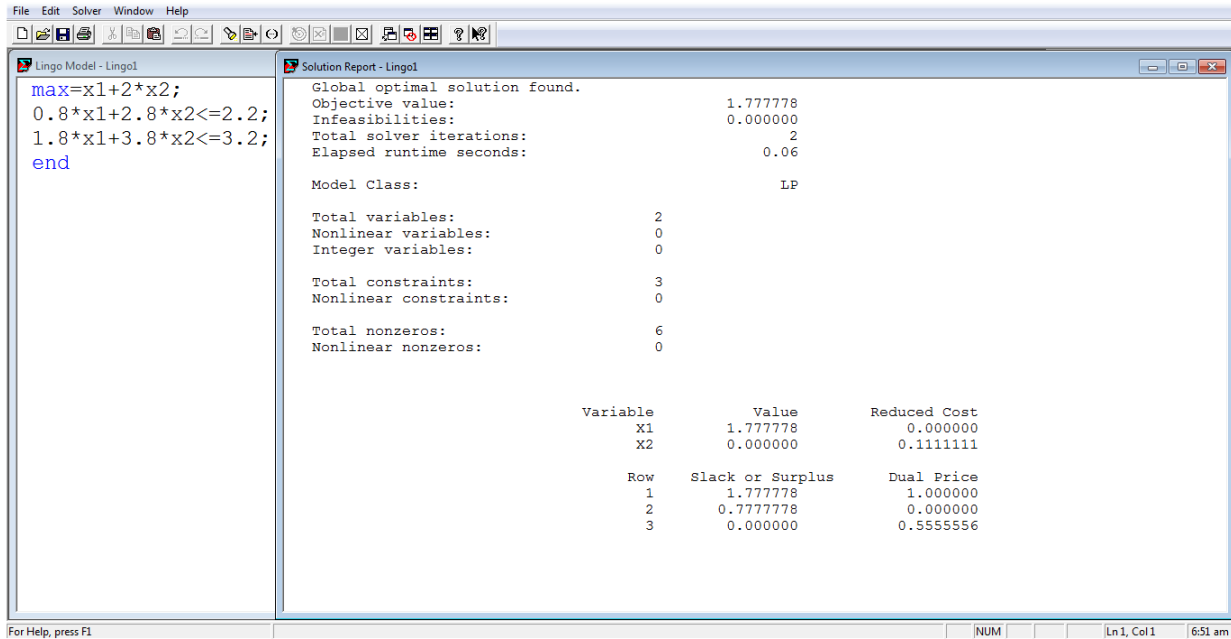 File Edit Solver Window Help
Lingo Model - Lingo1
max=x1+2*x2;
0.8*x1+2.8*x2<=2.2;
1.8*x1+3.8*x2<=3.2;
end
Solution Report - Lingo1
Global optimal solution found.
Objective value: 1.777778
Infeasibilities: 0.000000
Total solver iterations: 2
Elapsed runtime seconds: 0.06
Model Class: LP
Total variables: 2
Nonlinear variables: 0
Integer variables: 0
Total constraints: 3
Nonlinear constraints: 0
Total nonzeros: 6
Nonlinear nonzeros: 0
Variable Value Reduced Cost
X1 1.777778 0.000000
X2 0.000000 0.1111111
Row Slack or Surplus Dual Price
1 1.777778 1.000000
2 0.7777778 0.000000
3 0.000000 0.5555556
For Help, press F1 NUM Ln 1, Col 1 6:51 am